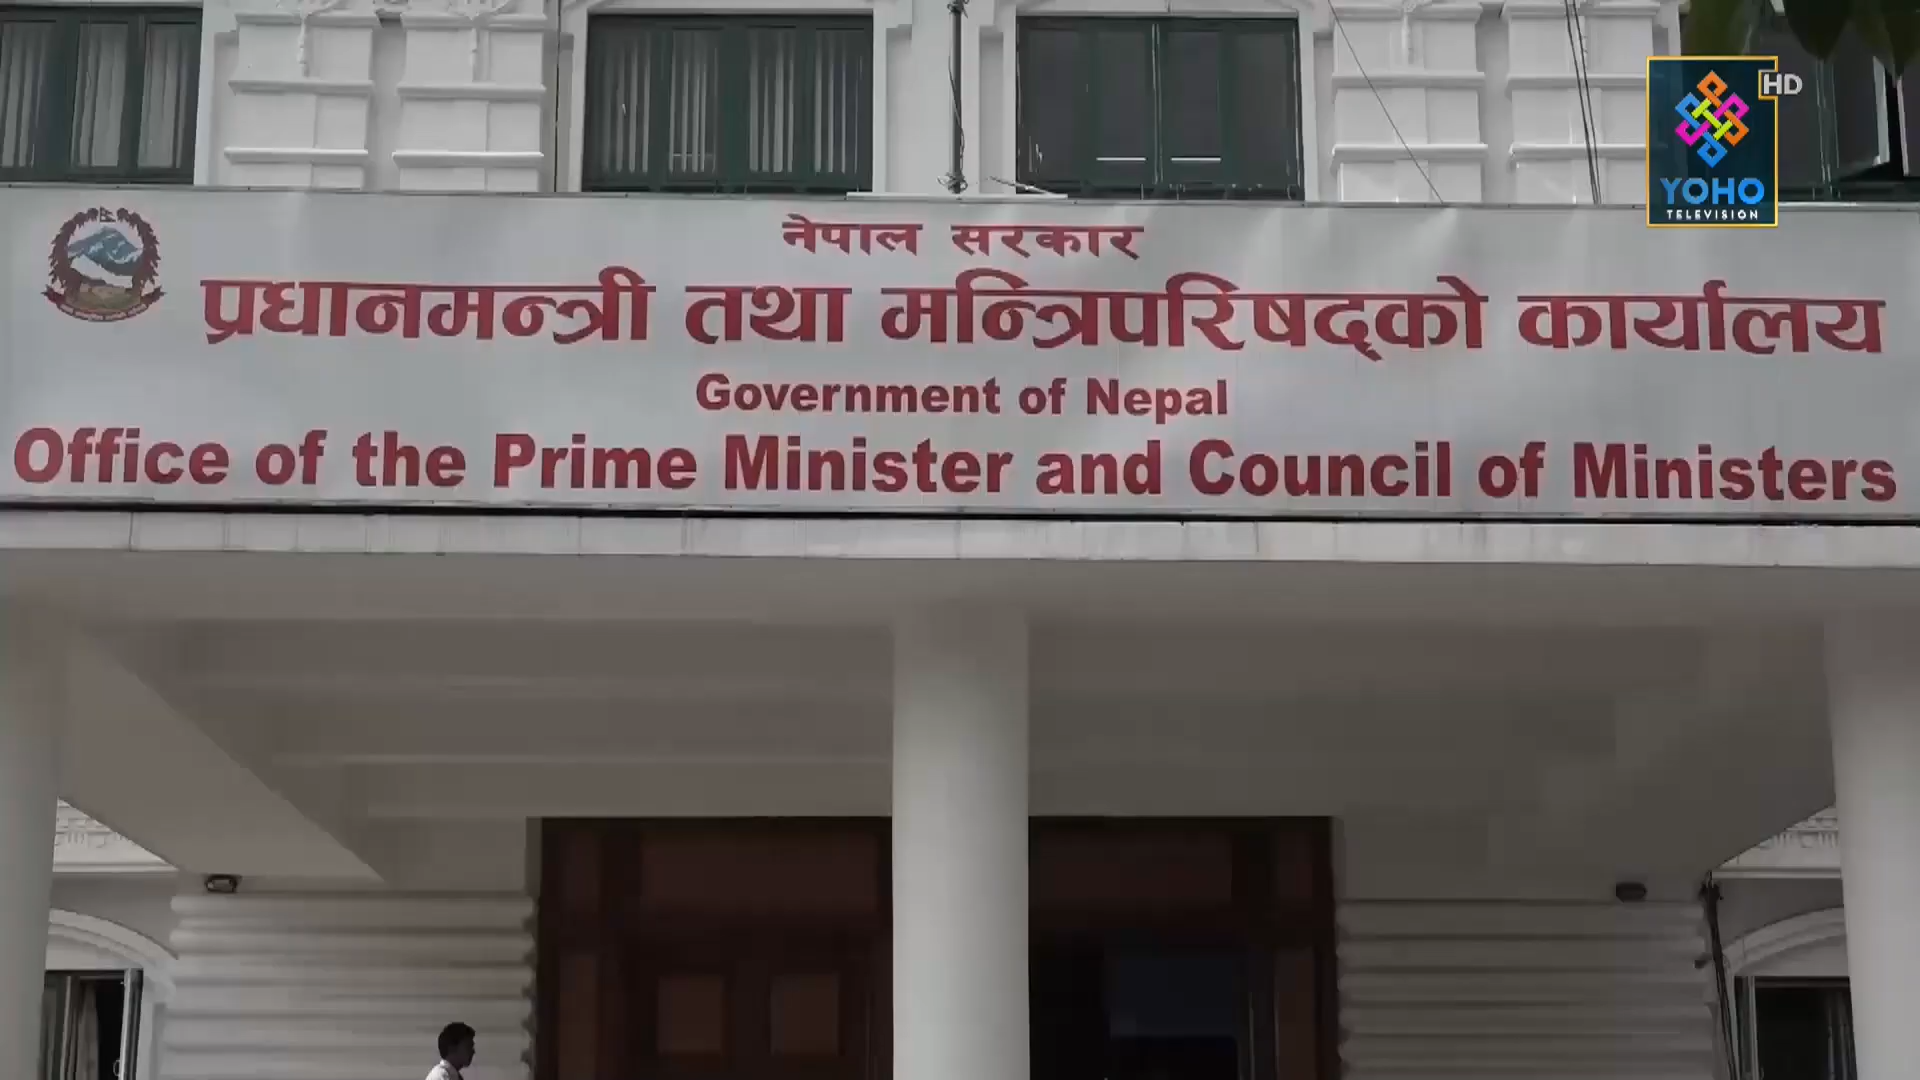 नेपाल सरकार
प्रधानमन्त्री तथा मन्त्रिपरिषद्को कार्यालय
Government of Nepal
Office of the Prime Minister and Council of Ministers
HD
YOHO
TELEVISION